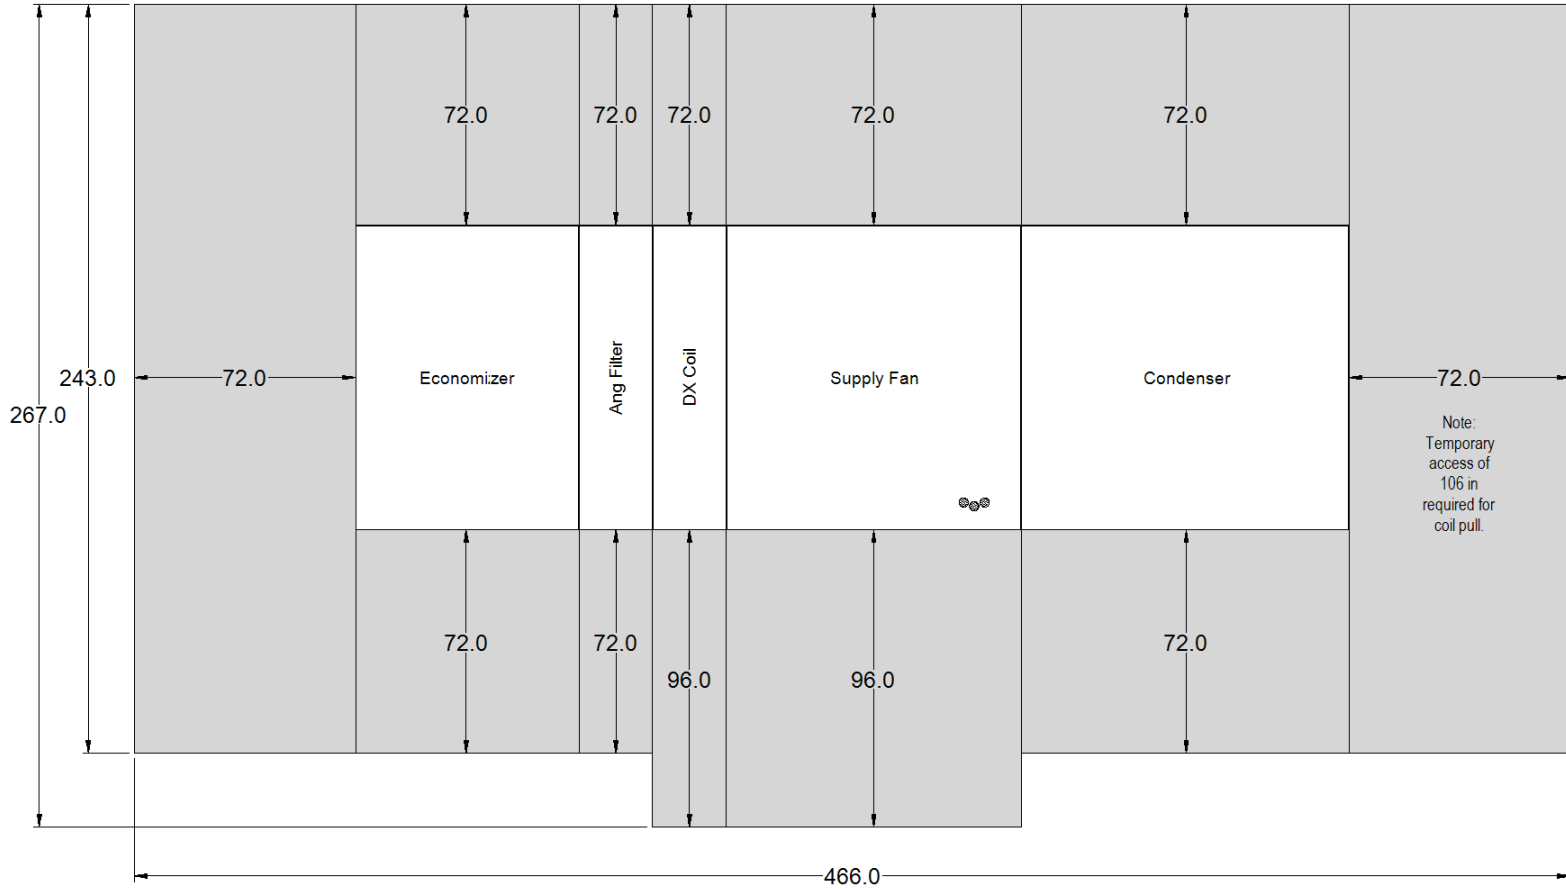 72.0
72.0
72.0
72.0
72.0
243.0
267.0
72.0
Economizer
Ang Filter
DX Coil
Supply Fan
Condenser
72.0
Note:
Temporary
access of
106 in
required for
coil pull.
72.0
72.0
96.0
96.0
72.0
466.0